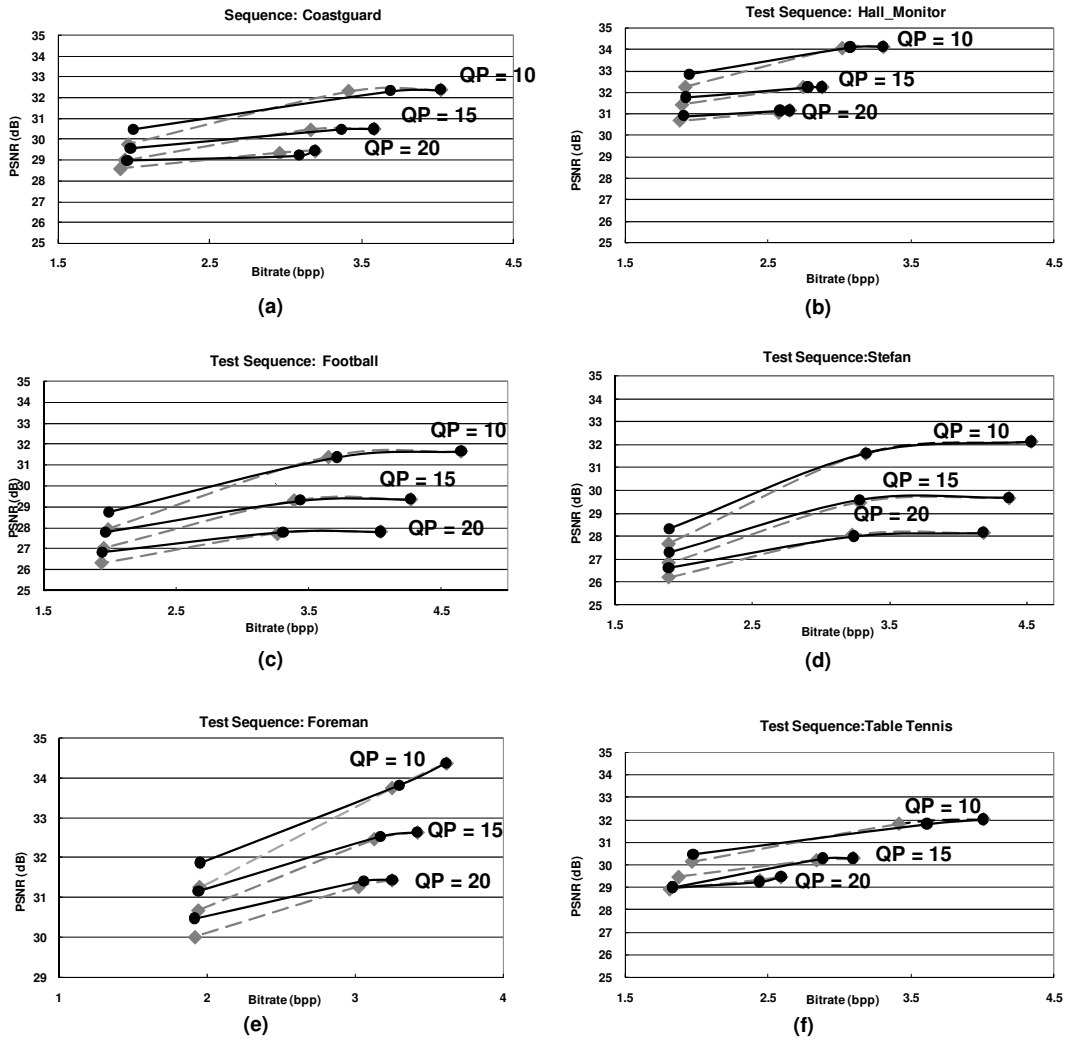 Sequence: Coastguard
35
34
33
32
31
30
29
28
27
26
25
PSNR (dB)
QP = 10
QP = 15
QP = 20
1.5
2.5
3.5
4.5
Bitrate (bpp)
(a)
Test Sequence: Hall_Monitor
35
34
33
32
31
30
29
28
27
26
25
PSNR (dB)
QP = 10
QP = 15
QP = 20
1.5
2.5
3.5
4.5
Bitrate (bpp)
(b)
Test Sequence: Football
35
34
33
32
31
30
29
28
27
26
25
PSNR (dB)
QP = 10
QP = 15
QP = 20
1.5
2.5
3.5
4.5
Bitrate (bpp)
(c)
Test Sequence:Stefan
35
34
33
32
31
30
29
28
27
26
25
PSNR (dB)
QP = 10
QP = 15
QP = 20
1.5
2.5
3.5
4.5
Bitrate (bpp)
(d)
Test Sequence: Foreman
35
34
33
32
31
30
29
PSNR (dB)
QP = 10
QP = 15
QP = 20
1
2
3
4
Bitrate (bpp)
(e)
Test Sequence:Table Tennis
35
34
33
32
31
30
29
28
27
26
25
PSNR (dB)
QP = 10
QP = 15
QP = 20
1.5
2.5
3.5
4.5
Bitrate (bpp)
(f)